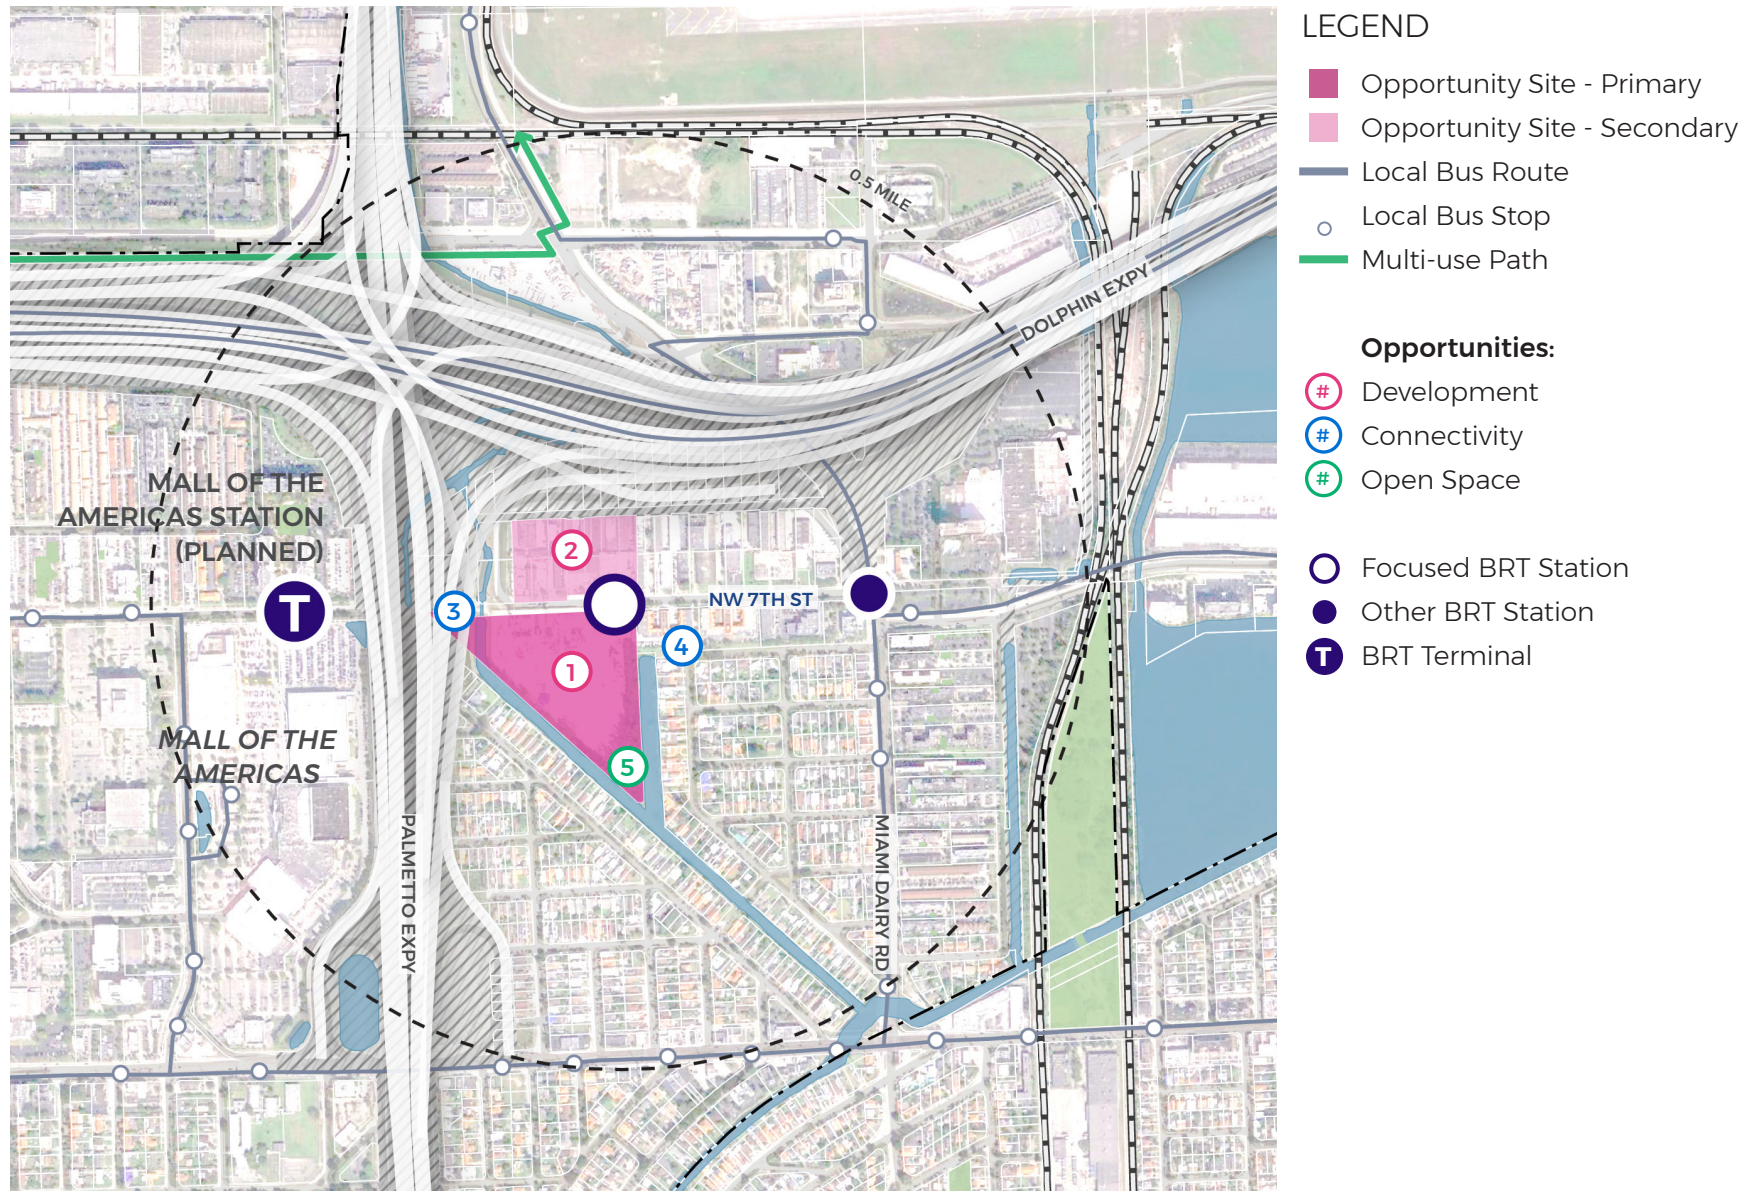 LEGEND
Opportunity Site - Primary
Opportunity Site - Secondary
Local Bus Route
Local Bus Stop
Multi-use Path
Opportunities:
# Development
# Connectivity
# Open Space
Focused BRT Station
Other BRT Station
T BRT Terminal
0.5 MILE
DOLPHIN EXPY
MALL OF THE
AMERICAS STATION
(PLANNED)
T
2
3
NW 7TH ST
4
1
5
MALL OF THE
AMERICAS
PALMETTO EXPY
MIAMI DAIRY RD